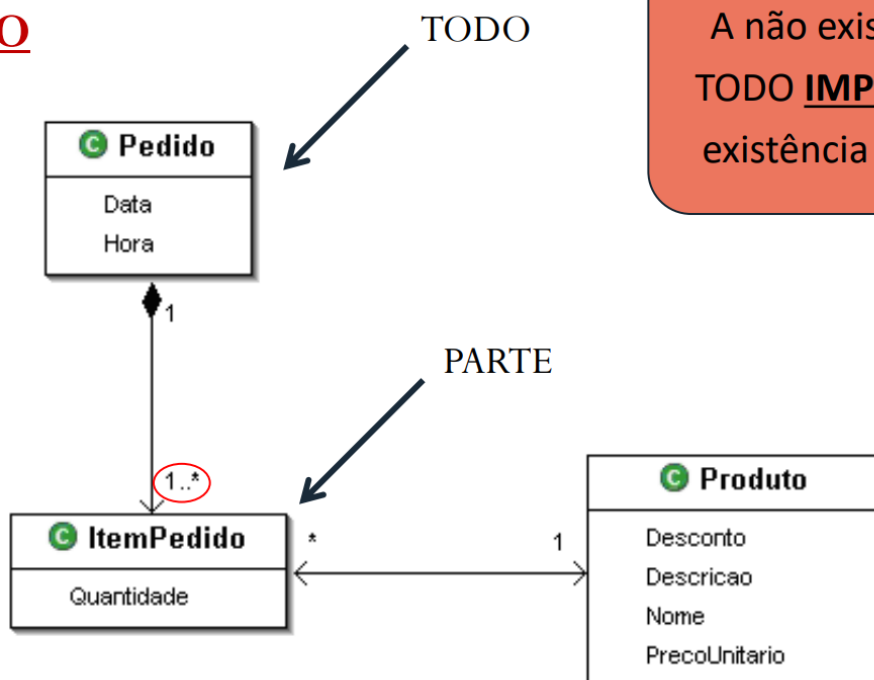 O
TODO
A não exis
TODO IMP
existência
C Pedido
Data
Hora
1
PARTE
1..*
C ItemPedido
Quantidade
*
1
C Produto
Desconto
Descricao
Nome
PrecoUnitario